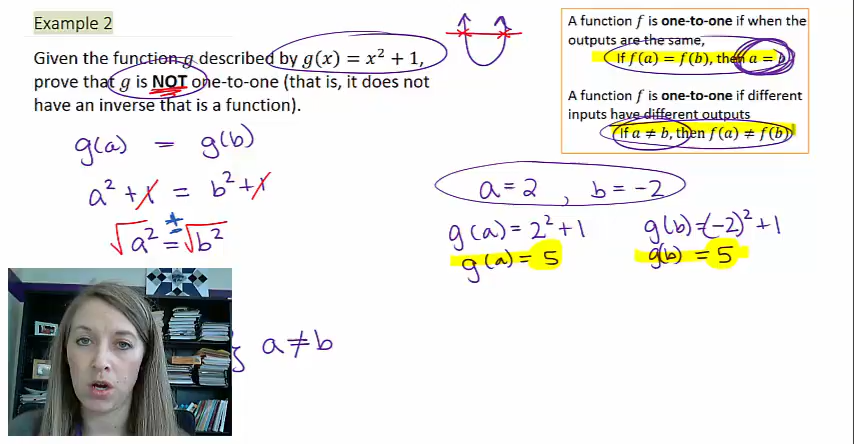 Example 2
Given the function g described by g(x) = x² + 1,
prove that g is NOT one-to-one (that is, it does not
have an inverse that is a function).
g(a) = g(b)
a² + 1 = b² + 1
√a² ±= √b²
a ≠ b
A function f is one-to-one if when the
outputs are the same,
If f(a) = f(b), then a = b
A function f is one-to-one if different
inputs have different outputs
If a ≠ b, then f(a) ≠ f(b)
a = 2 , b = -2
g(a) = 2² + 1 g(b) = (-2)² + 1
g(a) = 5 g(b) = 5